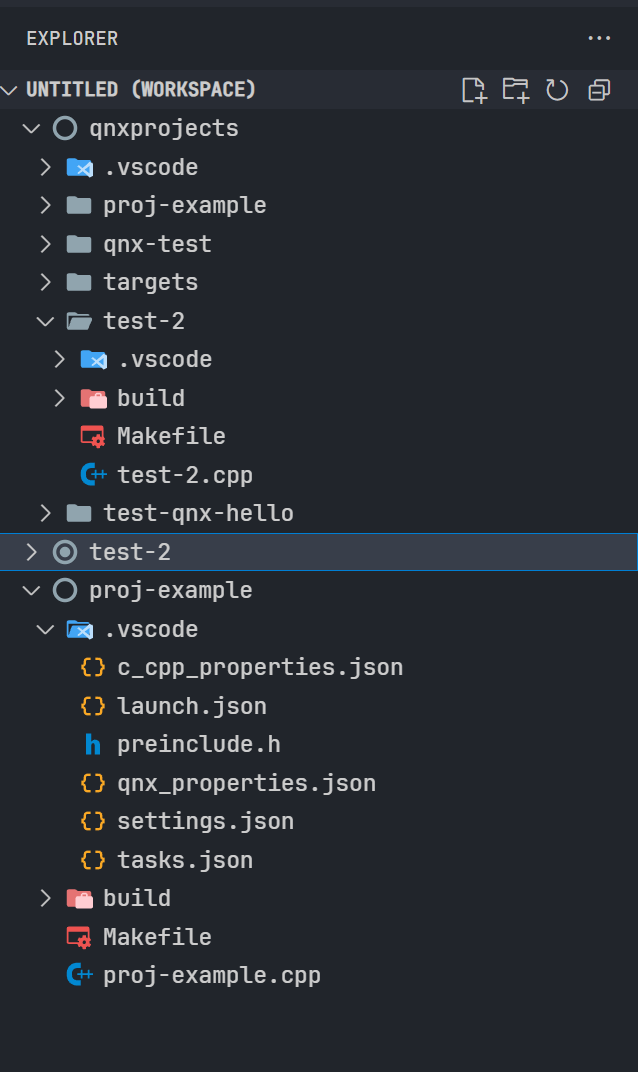 EXPLORER
UNTITLED (WORKSPACE)
qnxprojects
.vscode
proj-example
qnx-test
targets
test-2
.vscode
build
Makefile
test-2.cpp
test-qnx-hello
test-2
proj-example
.vscode
c_cpp_properties.json
launch.json
preinclude.h
qnx_properties.json
settings.json
tasks.json
build
Makefile
proj-example.cpp